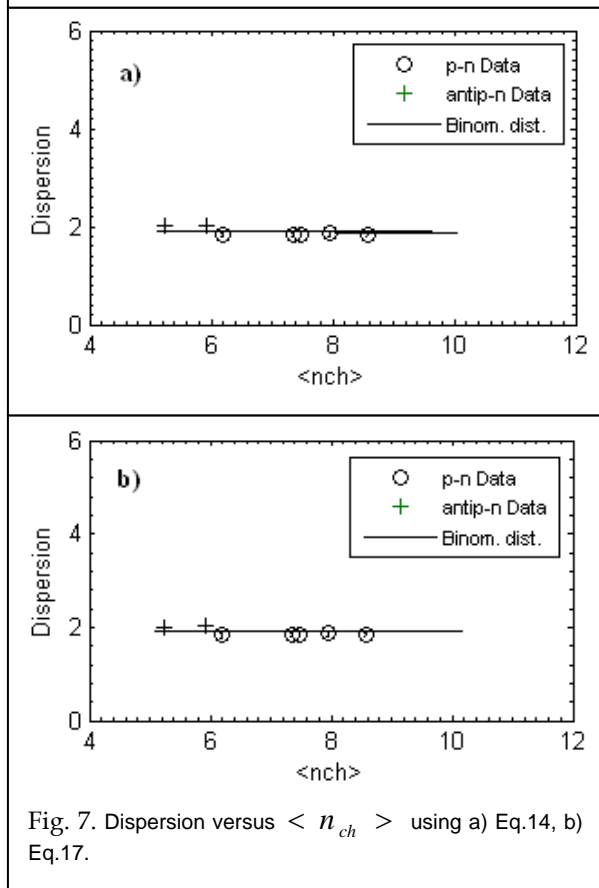 6
4
2
0
4
6
8
10
12
Dispersion
<nch>
a)
p-n Data
antip-n Data
Binom. dist.
6
4
2
0
4
6
8
10
12
Dispersion
<nch>
b)
p-n Data
antip-n Data
Binom. dist.
Fig. 7. Dispersion versus < n_ch > using a) Eq.14, b)
Eq.17.